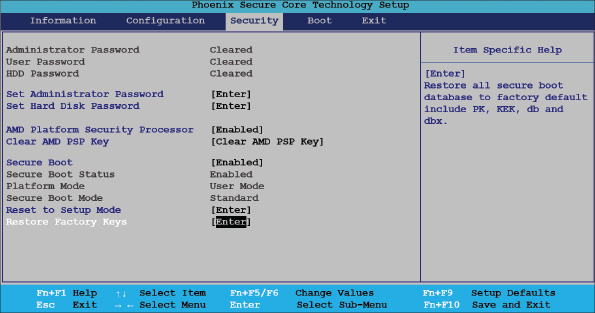 Phoenix Secure Core Technology Setup
Information Configuration Security Boot Exit
Administrator Password Cleared
User Password Cleared
HDD Password Cleared
Set Administrator Password [Enter]
Set Hard Disk Password [Enter]
AMD Platform Security Processor [Enabled]
Clear AMD PSP Key [Clear AMD PSP Key]
Secure Boot [Enabled]
Secure Boot Status Enabled
Platform Mode User Mode
Secure Boot Mode Standard
Reset to Setup Mode [Enter]
Restore Factory Keys [Enter]
Item Specific Help
[Enter]
Restore all secure boot
database to factory default
include PK, KEK, db and
dbx.
Fn+F1 Help ↑↓ Select Item Fn+F5/F6 Change Values Fn+F9 Setup Defaults
Esc Exit → ← Select Menu Enter Select Sub-Menu Fn+F10 Save and Exit